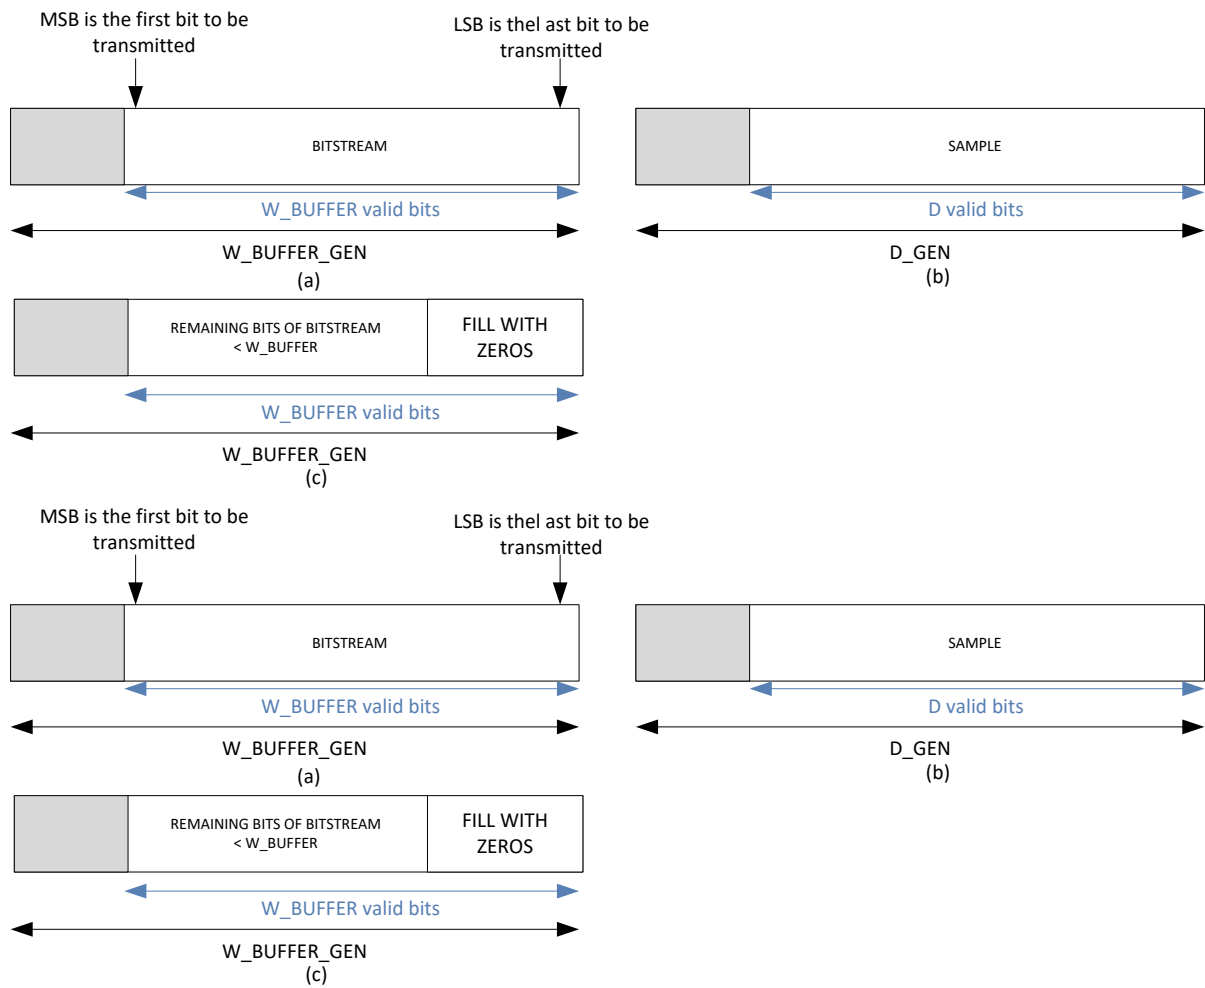 MSB is the first bit to be
transmitted
LSB is thel ast bit to be
transmitted
BITSTREAM
SAMPLE
W_BUFFER valid bits
D valid bits
W_BUFFER_GEN
D_GEN
(a)
(b)
REMAINING BITS OF BITSTREAM
< W_BUFFER
FILL WITH
ZEROS
W_BUFFER valid bits
W_BUFFER_GEN
(c)
MSB is the first bit to be
transmitted
LSB is thel ast bit to be
transmitted
BITSTREAM
SAMPLE
W_BUFFER valid bits
D valid bits
W_BUFFER_GEN
D_GEN
(a)
(b)
REMAINING BITS OF BITSTREAM
< W_BUFFER
FILL WITH
ZEROS
W_BUFFER valid bits
W_BUFFER_GEN
(c)